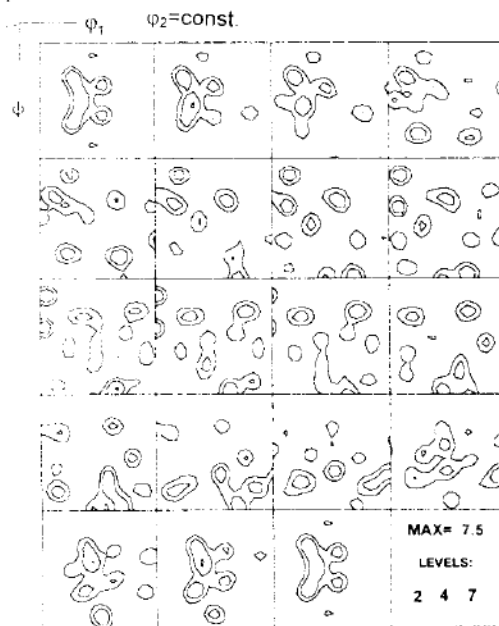 φ₁ φ₂=const.
ϕ
MAX= 7.5
LEVELS:
2 4 7